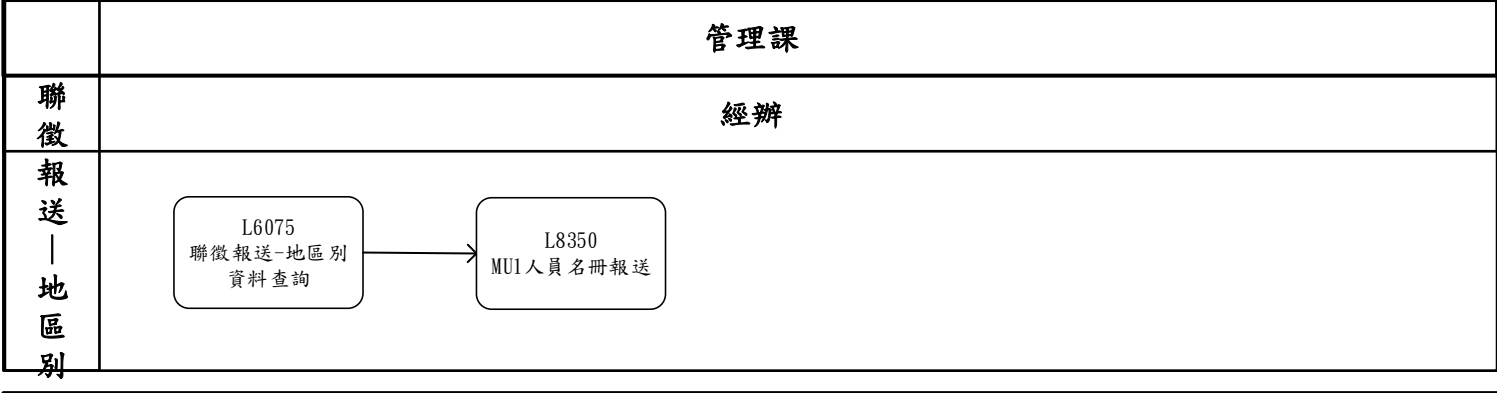 管理課
經辦
聯
徵
報
送
｜
地
區
別
L6075
聯徵報送-地區別
資料查詢
L8350
MU1人員名冊報送